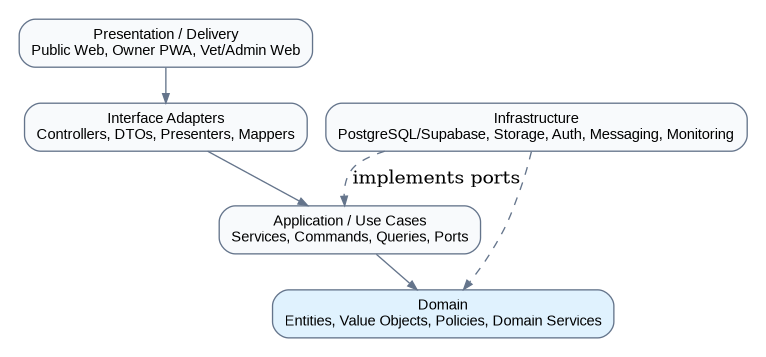 Presentation / Delivery
Public Web, Owner PWA, Vet/Admin Web
Interface Adapters
Controllers, DTOs, Presenters, Mappers
Infrastructure
PostgreSQL/Supabase, Storage, Auth, Messaging, Monitoring
implements ports
Application / Use Cases
Services, Commands, Queries, Ports
Domain
Entities, Value Objects, Policies, Domain Services